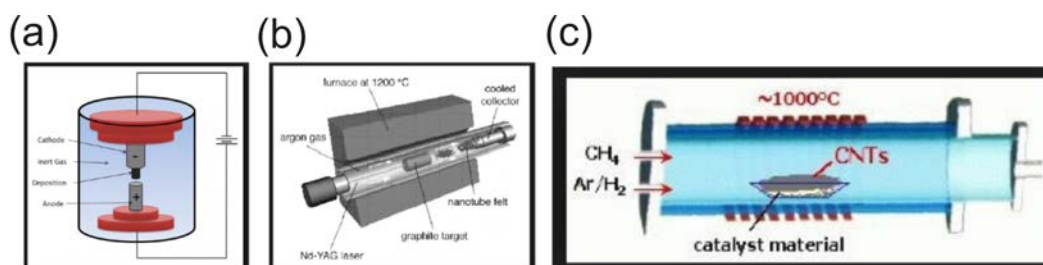 (a)
Cathode
-
Inert Gas
Deposition
Anode
+
(b)
furnace at 1200 °C
cooled
collector
argon gas
nanotube felt
graphite target
Nd-YAG laser
(c)
~1000°C
CH4
Ar/H2
CNTs
catalyst material